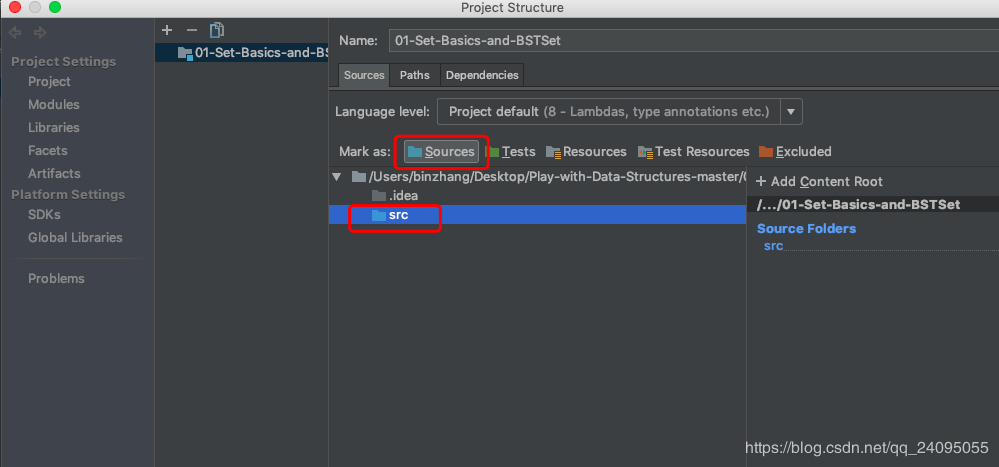 Project Structure
Project Settings
Project
Modules
Libraries
Facets
Artifacts
Platform Settings
SDKs
Global Libraries
Problems
01-Set-Basics-and-BS
Name: 01-Set-Basics-and-BSTSet
Sources Paths Dependencies
Language level: Project default (8 - Lambdas, type annotations etc.)
Mark as: Sources Tests Resources Test Resources Excluded
/Users/binzhang/Desktop/Play-with-Data-Structures-master/0
.idea
src
+ Add Content Root
/.../01-Set-Basics-and-BSTSet
Source Folders
src
https://blog.csdn.net/qq_24095055